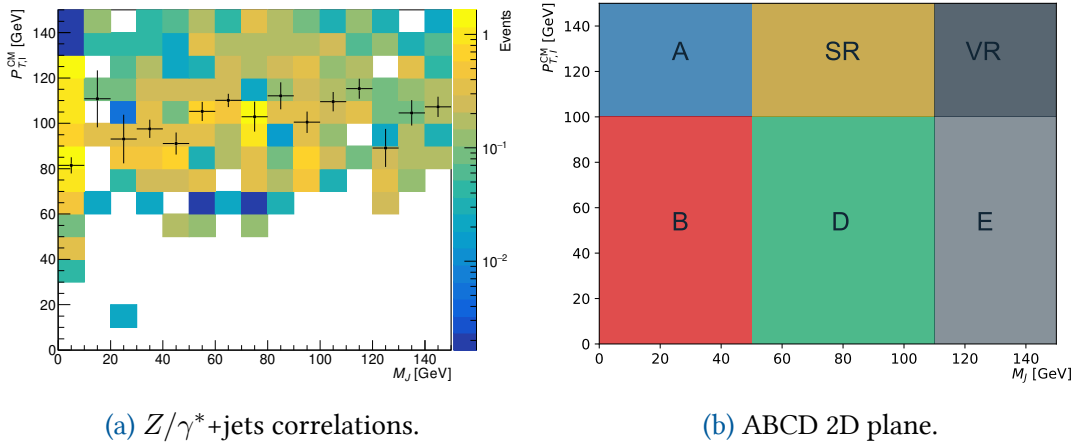 P_{T,I}^{CM} [GeV]
140
120
100
80
60
40
20
0
0 20 40 60 80 100 120 140
M_J [GeV]
Events
1
10^{-1}
10^{-2}
(a) Z/γ*+jets correlations.
P_{T,I}^{CM} [GeV]
140
120
100
80
60
40
20
0
A SR VR
B D E
0 20 40 60 80 100 120 140
M_J [GeV]
(b) ABCD 2D plane.